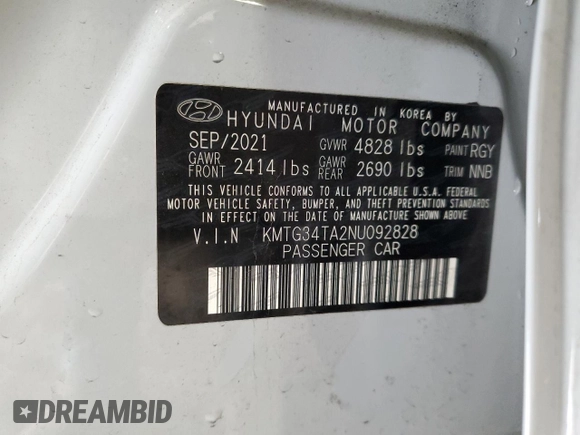 MANUFACTURED IN KOREA BY
HYUNDAI MOTOR COMPANY
SEP/2021 GVWR 4828 lbs PAINT RGY
GAWR FRONT 2414 lbs GAWR REAR 2690 lbs TRIM NNB
THIS VEHICLE CONFORMS TO ALL APPLICABLE U.S.A. FEDERAL
MOTOR VEHICLE SAFETY, BUMPER, AND THEFT PREVENTION STANDARDS
IN EFFECT ON THE DATE OF MANUFACTURE SHOWN ABOVE.
V.I.N KMTG34TA2NU092828
PASSENGER CAR
DREAMBID